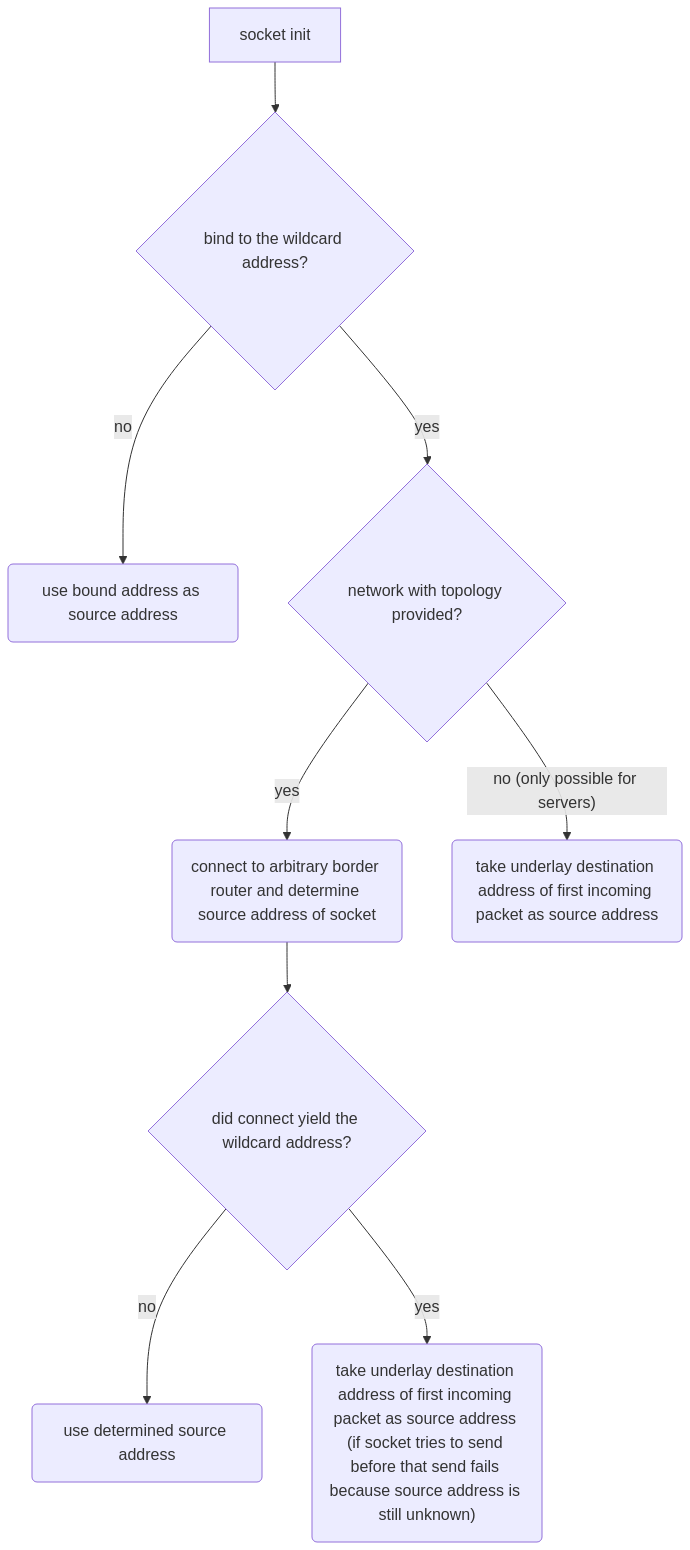 socket init
bind to the wildcard
address?
no
yes
use bound address as
source address
network with topology
provided?
yes
no (only possible for
servers)
connect to arbitrary border
router and determine
source address of socket
take underlay destination
address of first incoming
packet as source address
did connect yield the
wildcard address?
no
yes
use determined source
address
take underlay destination
address of first incoming
packet as source address
(if socket tries to send
before that send fails
because source address is
still unknown)